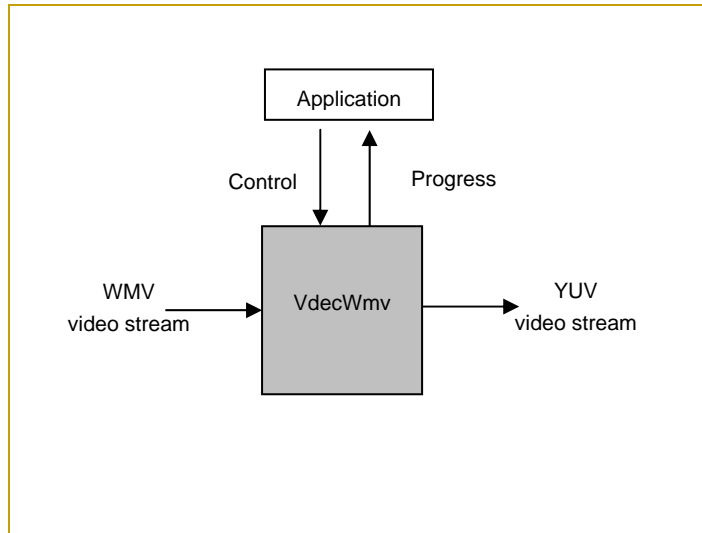 Application
Control
Progress
WMV
video stream
VdecWmv
YUV
video stream